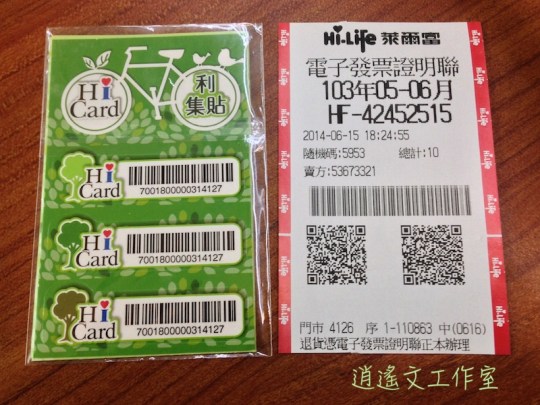 Hi Card
利集貼
Hi Card
7001800000314127
Hi Card
7001800000314127
Hi Card
7001800000314127
Hi-Life 萊爾富
電子發票證明聯
103年05-06月
HF-42452515
2014-06-15 18:24:55
隨機碼:5953 總計:10
賣方:53673321
門市 4126 序 1-110863 中(0616)
退貨憑電子發票證明聯正本辦理
逍遙文工作室